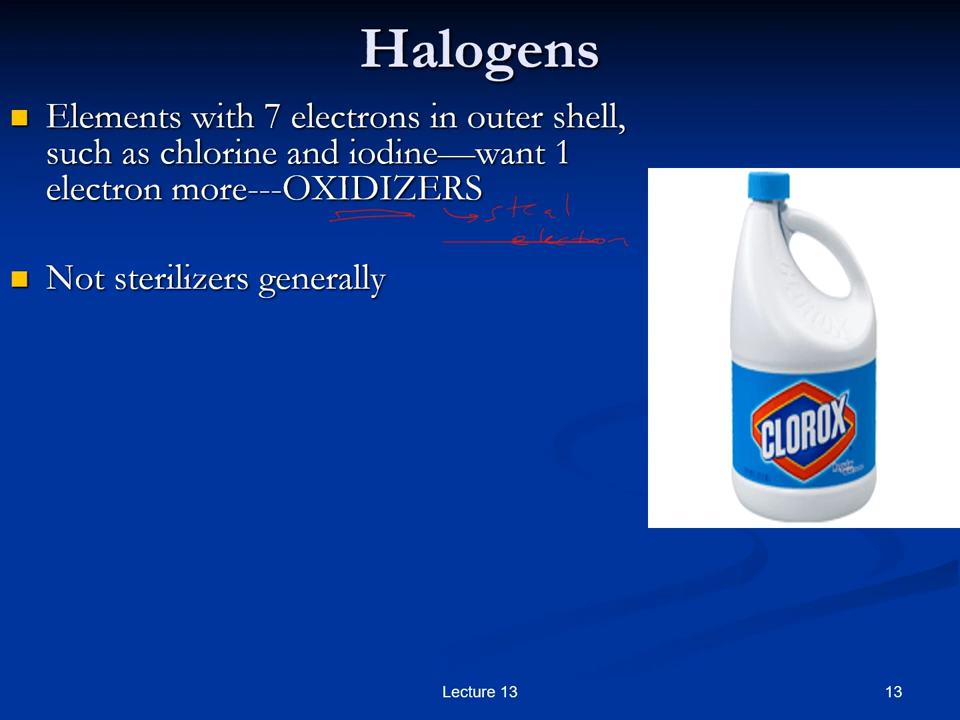 Halogens
Elements with 7 electrons in outer shell,
such as chlorine and iodine—want 1
electron more---OXIDIZERS
steal
electron
Not sterilizers generally
CLOROX
CLOROX
Lecture 13
13